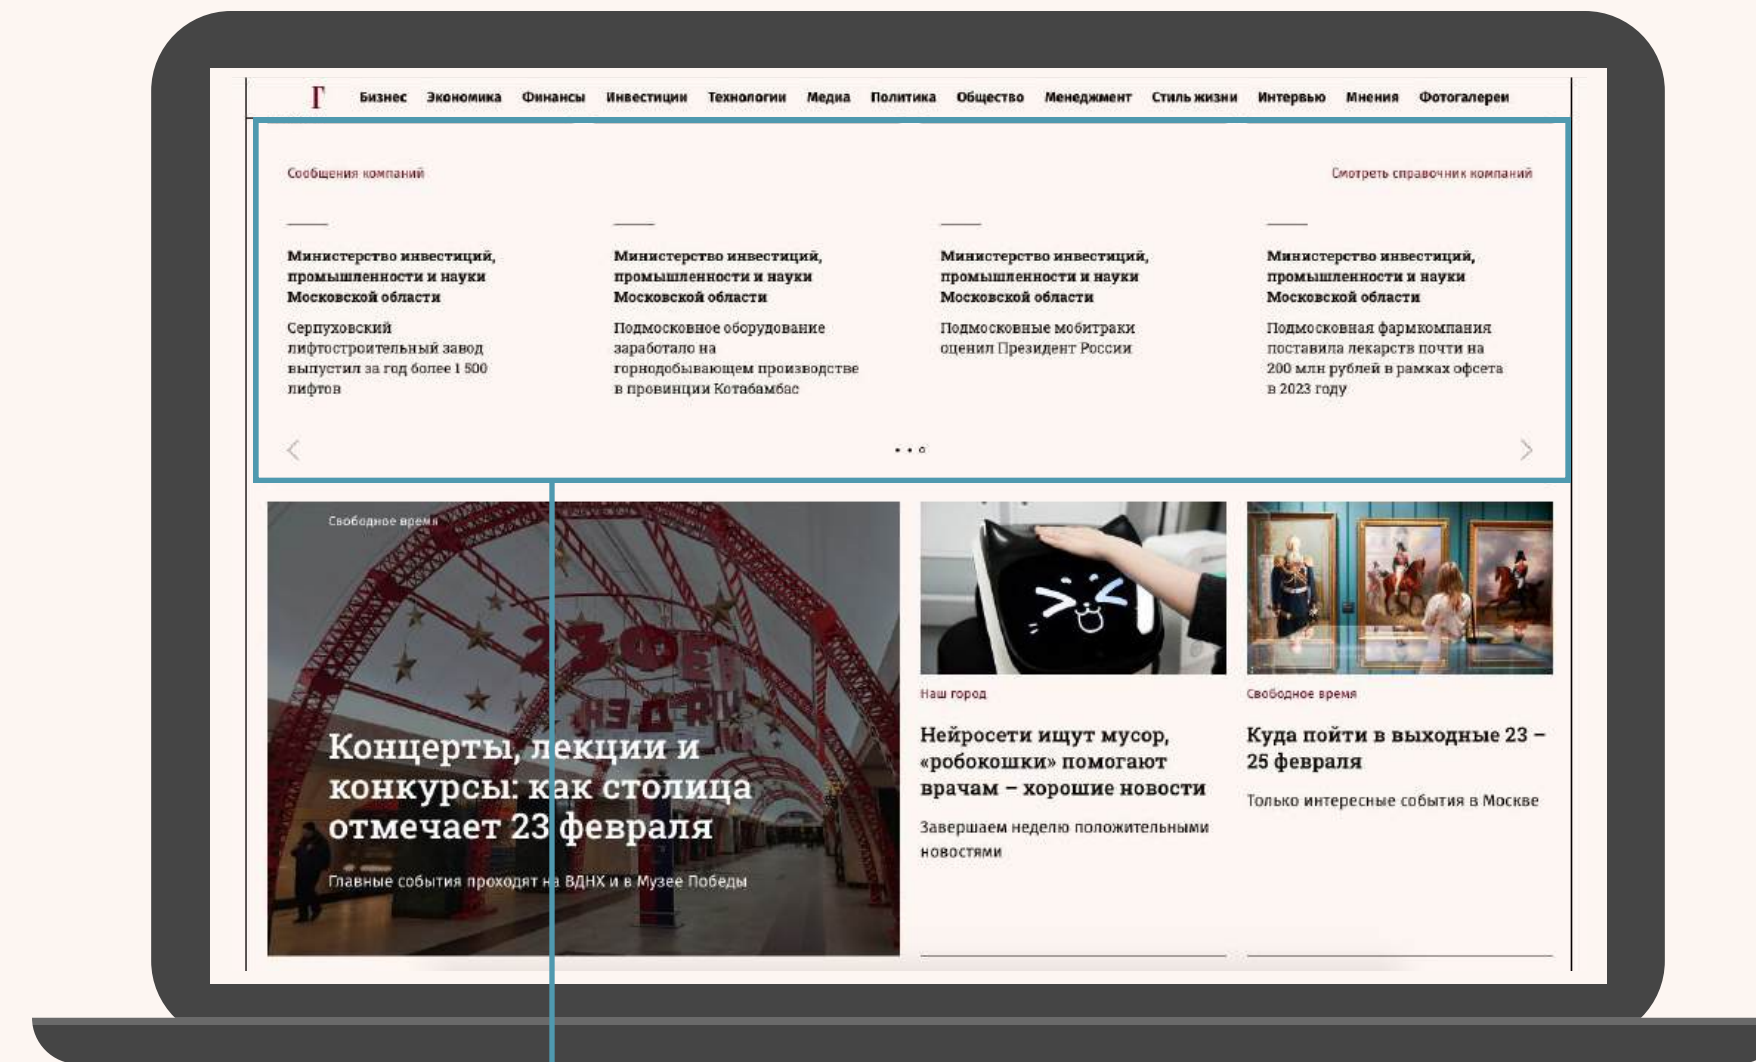 Г Бизнес Экономика Финансы Инвестиции Технологии Медиа Политика Общество Менеджмент Стиль жизни Интервью Мнения Фотогалереи
Сообщения компаний
Смотреть справочник компаний
Министерство инвестиций,
промышленности и науки
Московской области
Серпуховский
лифтостроительный завод
выпустил за год более 1 500
лифтов
Министерство инвестиций,
промышленности и науки
Московской области
Подмосковное оборудование
заработало на
горнодобывающем производстве
в провинции Котабамбас
Министерство инвестиций,
промышленности и науки
Московской области
Подмосковные мобитраки
оценил Президент России
Министерство инвестиций,
промышленности и науки
Московской области
Подмосковная фармкомпания
поставила лекарств почти на
200 млн рублей в рамках офсета
в 2023 году
Свободное время
23 ФЕВ
Концерты, лекции и
конкурсы: как столица
отмечает 23 февраля
Главные события проходят на ВДНХ и в Музее Победы
Наш город
Нейросети ищут мусор,
«робокошки» помогают
врачам – хорошие новости
Завершаем неделю положительными
новостями
Свободное время
Куда пойти в выходные 23 –
25 февраля
Только интересные события в Москве